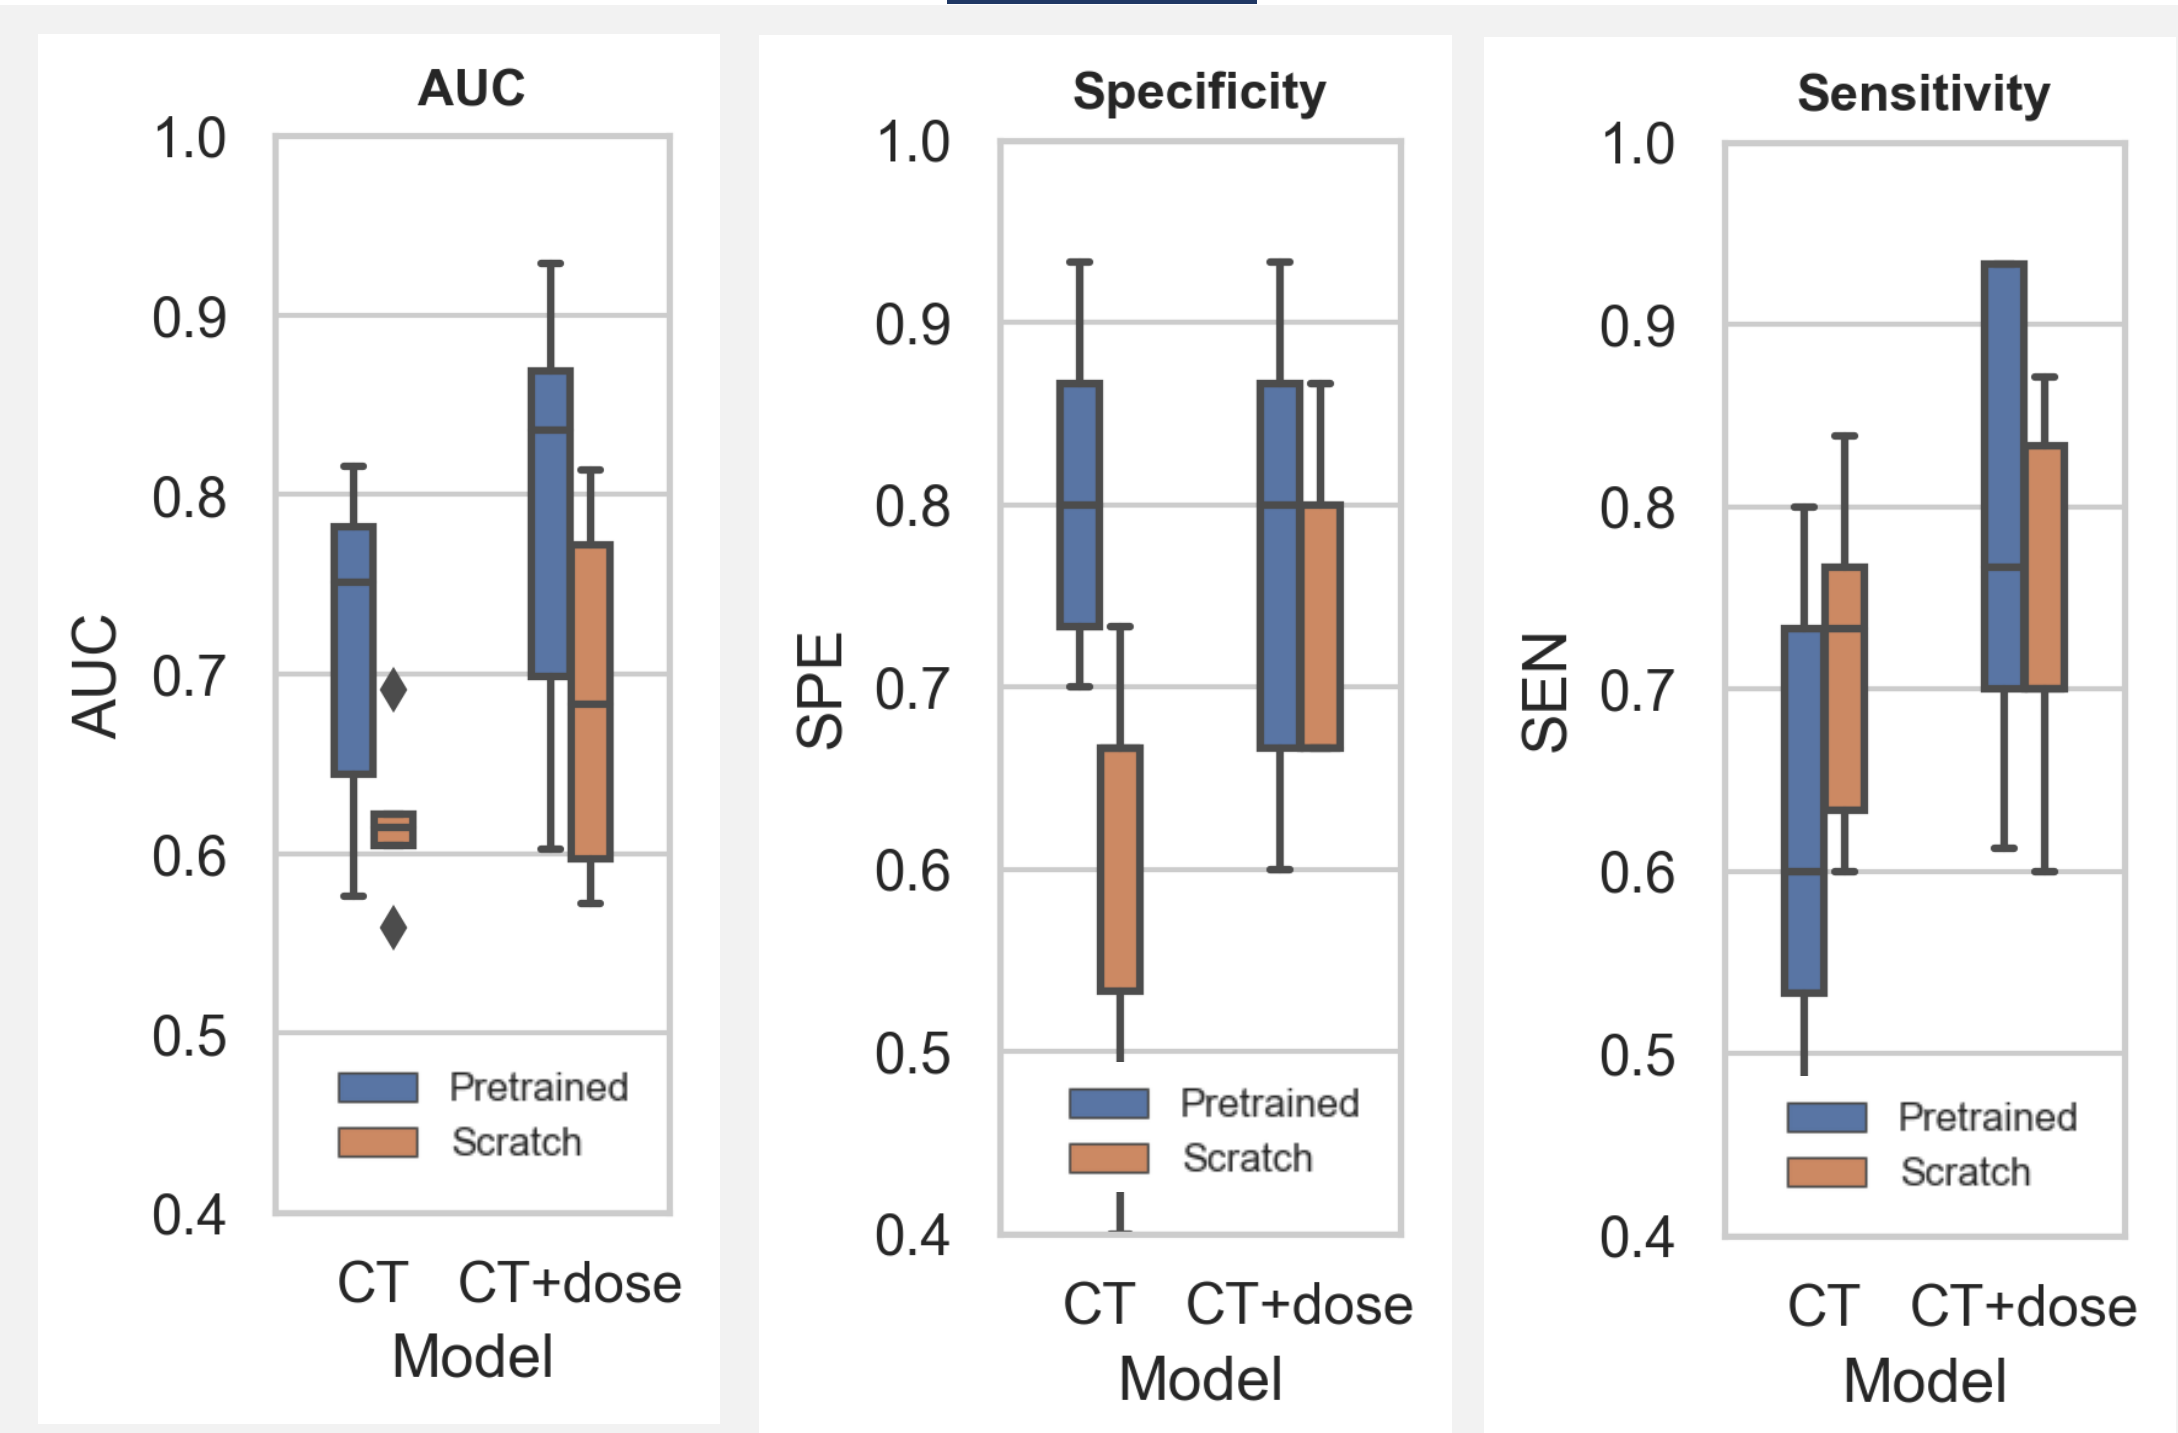 AUC
1.0
0.9
0.8
0.7
0.6
0.5
0.4
AUC
Pretrained
Scratch
CT CT+dose
Model
Specificity
1.0
0.9
0.8
0.7
0.6
0.5
0.4
SPE
Pretrained
Scratch
CT CT+dose
Model
Sensitivity
1.0
0.9
0.8
0.7
0.6
0.5
0.4
SEN
Pretrained
Scratch
CT CT+dose
Model